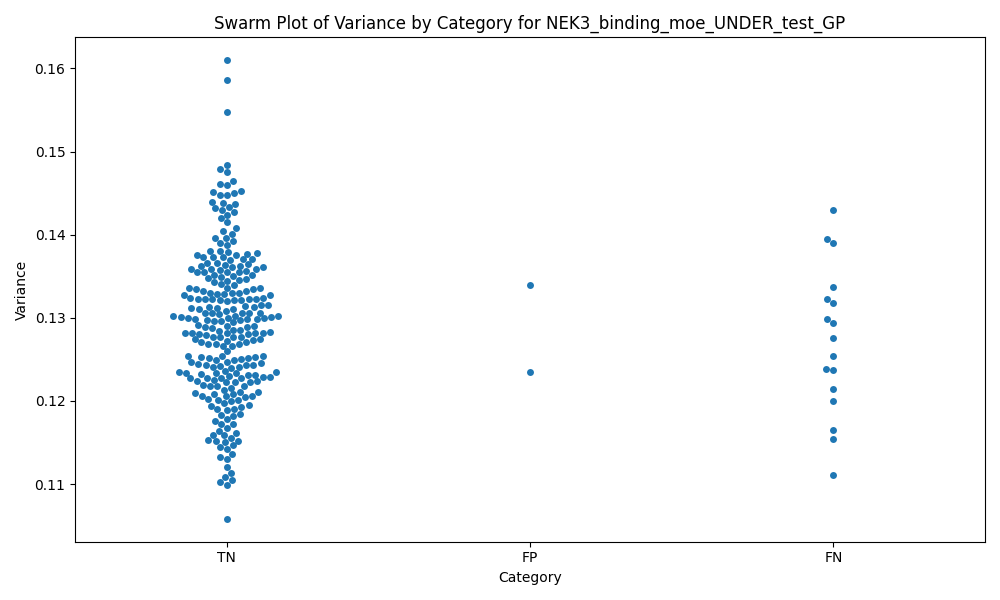 Swarm Plot of Variance by Category for NEK3_binding_moe_UNDER_test_GP
0.16
0.15
0.14
0.13
0.12
0.11
Variance
TN FP FN
Category